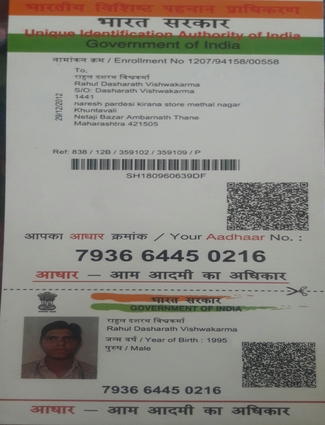 भारतीय विशिष्ट पहचान प्राधिकरण
भारत सरकार
Unique Identification Authority of India
Government of India
नामांकन क्रम / Enrollment No 1207/94158/00558
To,
राहुल दशरथ विश्वकर्मा
Rahul Dasharath Vishwakarma
S/O: Dasharath Vishwakarma
1441
naresh pardesi kirana store methal nagar
Khuntavali
Netaji Bazar Ambarnath Thane
Maharashtra 421505
29/12/2012
Ref: 838 / 12B / 359102 / 359109 / P
SH180960639DF
आपका आधार क्रमांक / Your Aadhaar No. :
7936 6445 0216
आधार – आम आदमी का अधिकार
भारत सरकार
GOVERNMENT OF INDIA
राहुल दशरथ विश्वकर्मा
Rahul Dasharath Vishwakarma
जन्म वर्ष / Year of Birth : 1995
पुरुष / Male
7936 6445 0216
आधार – आम आदमी का अधिकार